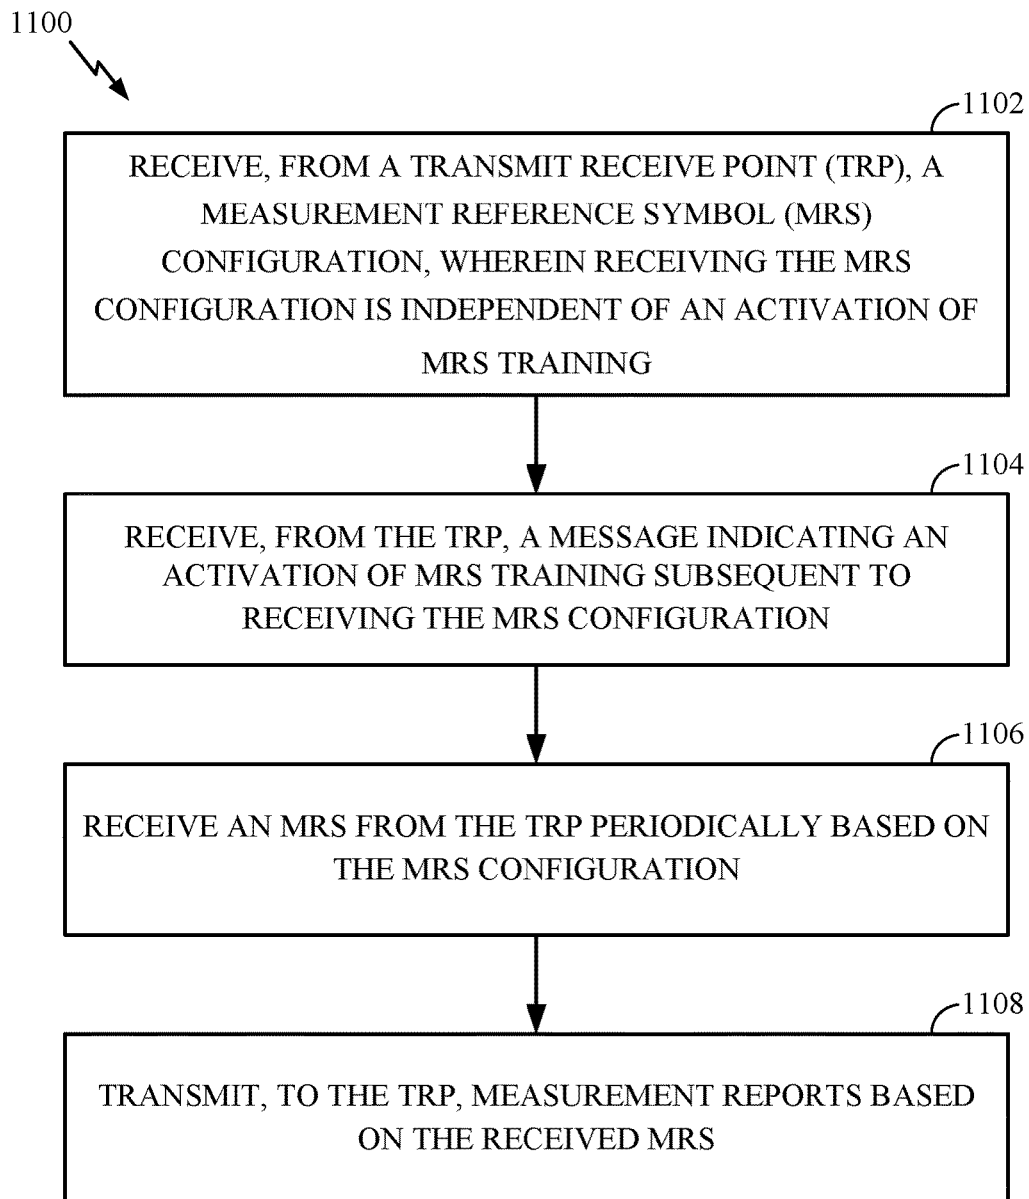 1100
1102
RECEIVE, FROM A TRANSMIT RECEIVE POINT (TRP), A
MEASUREMENT REFERENCE SYMBOL (MRS)
CONFIGURATION, WHEREIN RECEIVING THE MRS
CONFIGURATION IS INDEPENDENT OF AN ACTIVATION OF
MRS TRAINING
1104
RECEIVE, FROM THE TRP, A MESSAGE INDICATING AN
ACTIVATION OF MRS TRAINING SUBSEQUENT TO
RECEIVING THE MRS CONFIGURATION
1106
RECEIVE AN MRS FROM THE TRP PERIODICALLY BASED ON
THE MRS CONFIGURATION
1108
TRANSMIT, TO THE TRP, MEASUREMENT REPORTS BASED
ON THE RECEIVED MRS